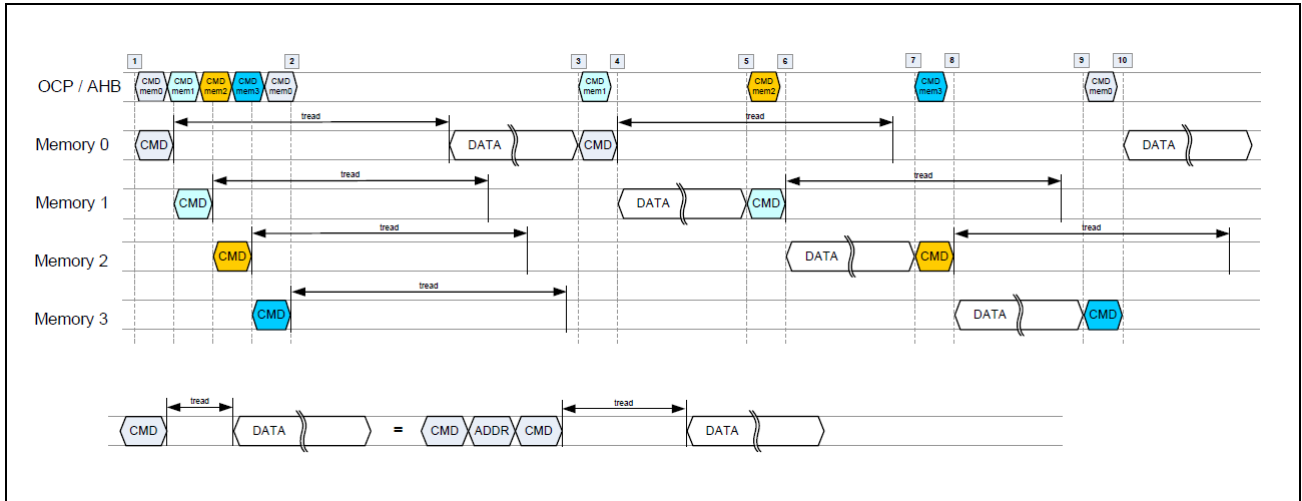 1 2 3 4 5 6 7 8 9 10
OCP / AHB
CMD mem0
CMD mem1
CMD mem2
CMD mem3
CMD mem0
CMD mem1
CMD mem2
CMD mem3
CMD mem0
tread
Memory 0 CMD DATA CMD tread DATA
tread
Memory 1 CMD DATA CMD tread
tread
Memory 2 CMD DATA CMD tread
tread
Memory 3 CMD DATA CMD
CMD tread DATA = CMD ADDR CMD tread DATA